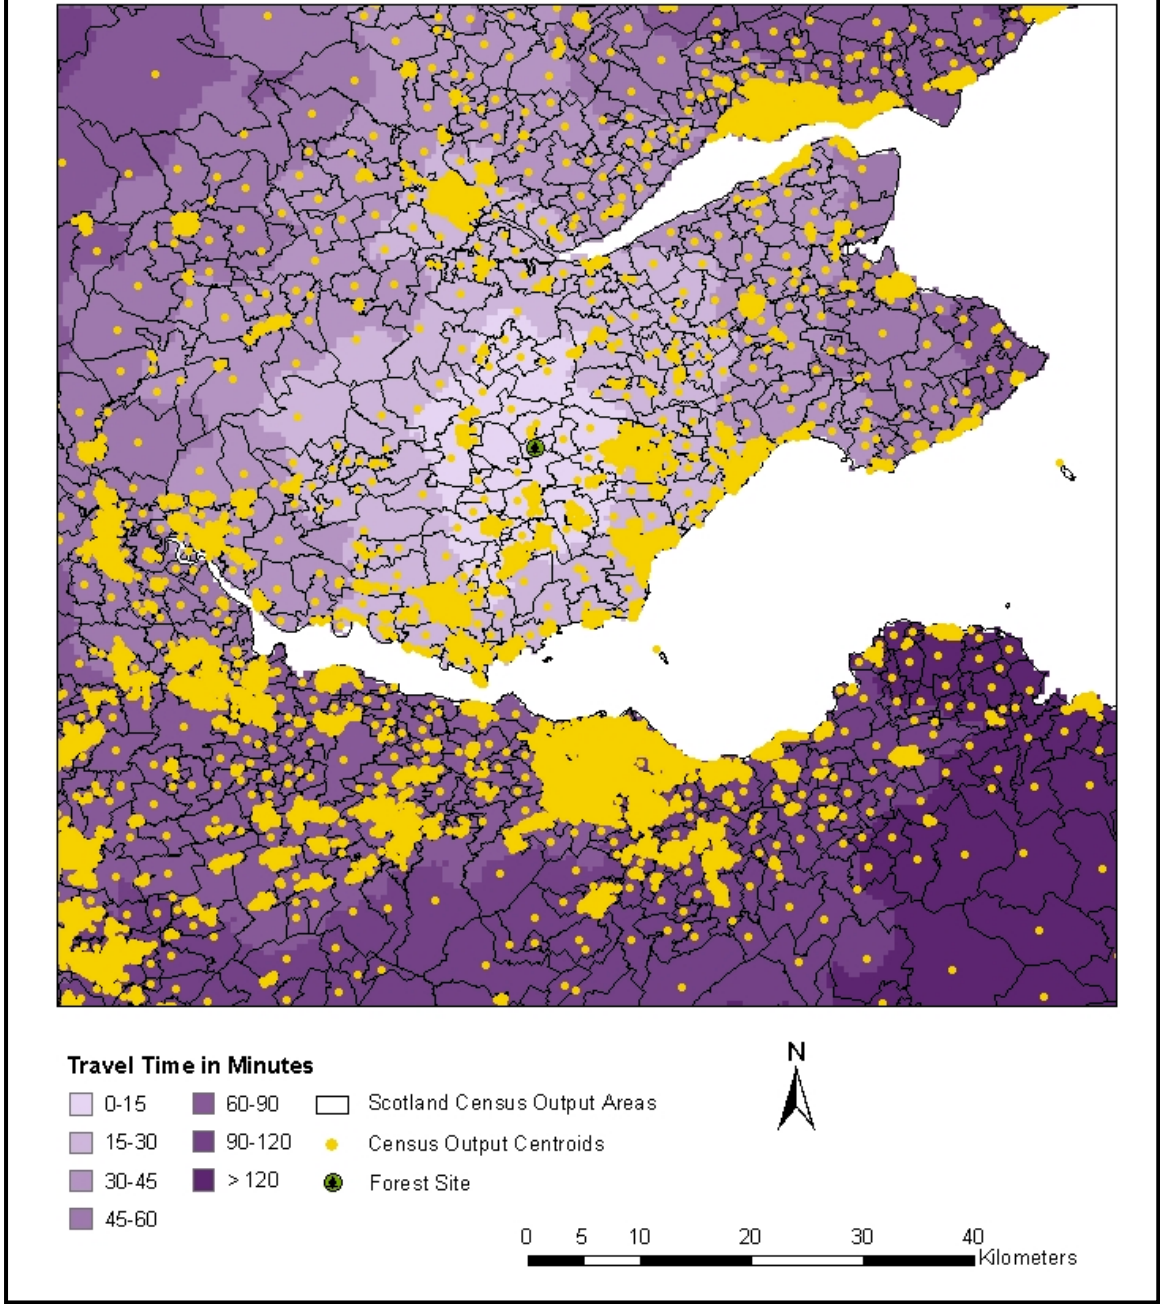 Travel Time in Minutes
0-15
15-30
30-45
45-60
60-90
90-120
> 120
Scotland Census Output Areas
Census Output Centroids
Forest Site
N
0 5 10 20 30 40
Kilometers